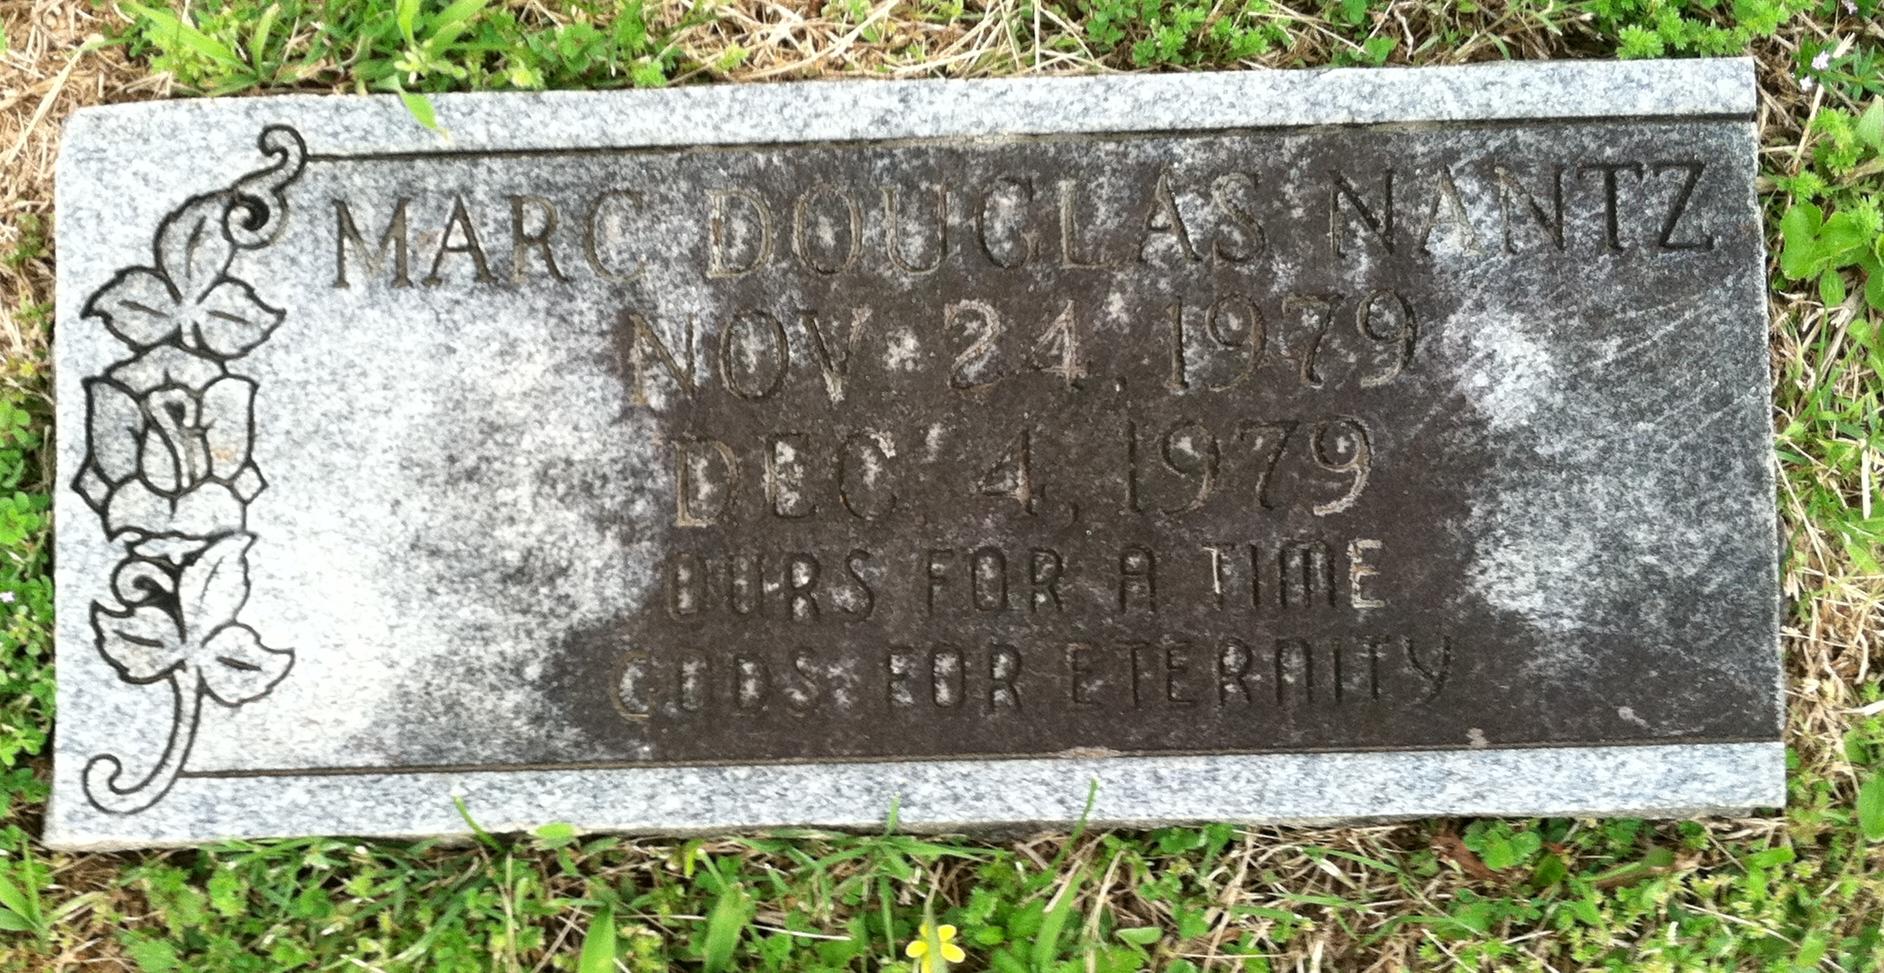 MARC DOUGLAS NANTZ
NOV. 24, 1979
DEC. 4, 1979
OURS FOR A TIME
GODS FOR ETERNITY